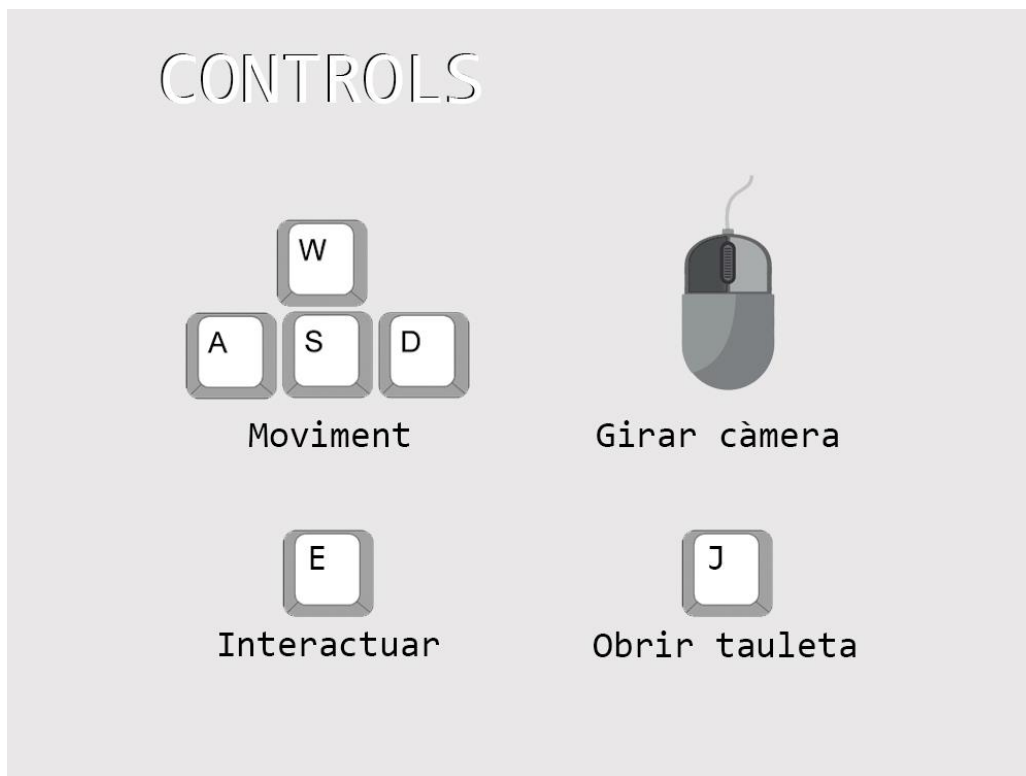 CONTROLS
W
A S D
Moviment
Girar càmera
E
J
Interactuar
Obrir tauleta